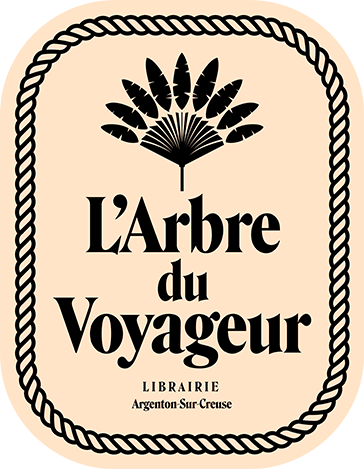 L'Arbre
du
Voyageur
LIBRAIRIE
Argenton-Sur-Creuse